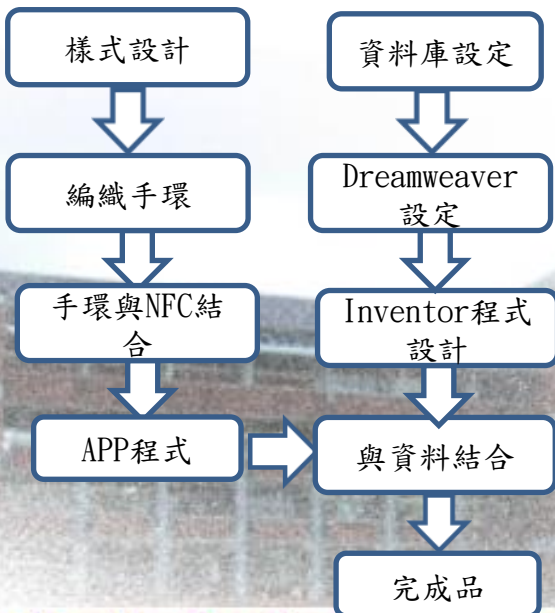 樣式設計
編織手環
手環與NFC結
合
APP程式
資料庫設定
Dreamweaver
設定
Inventor程式
設計
與資料結合
完成品